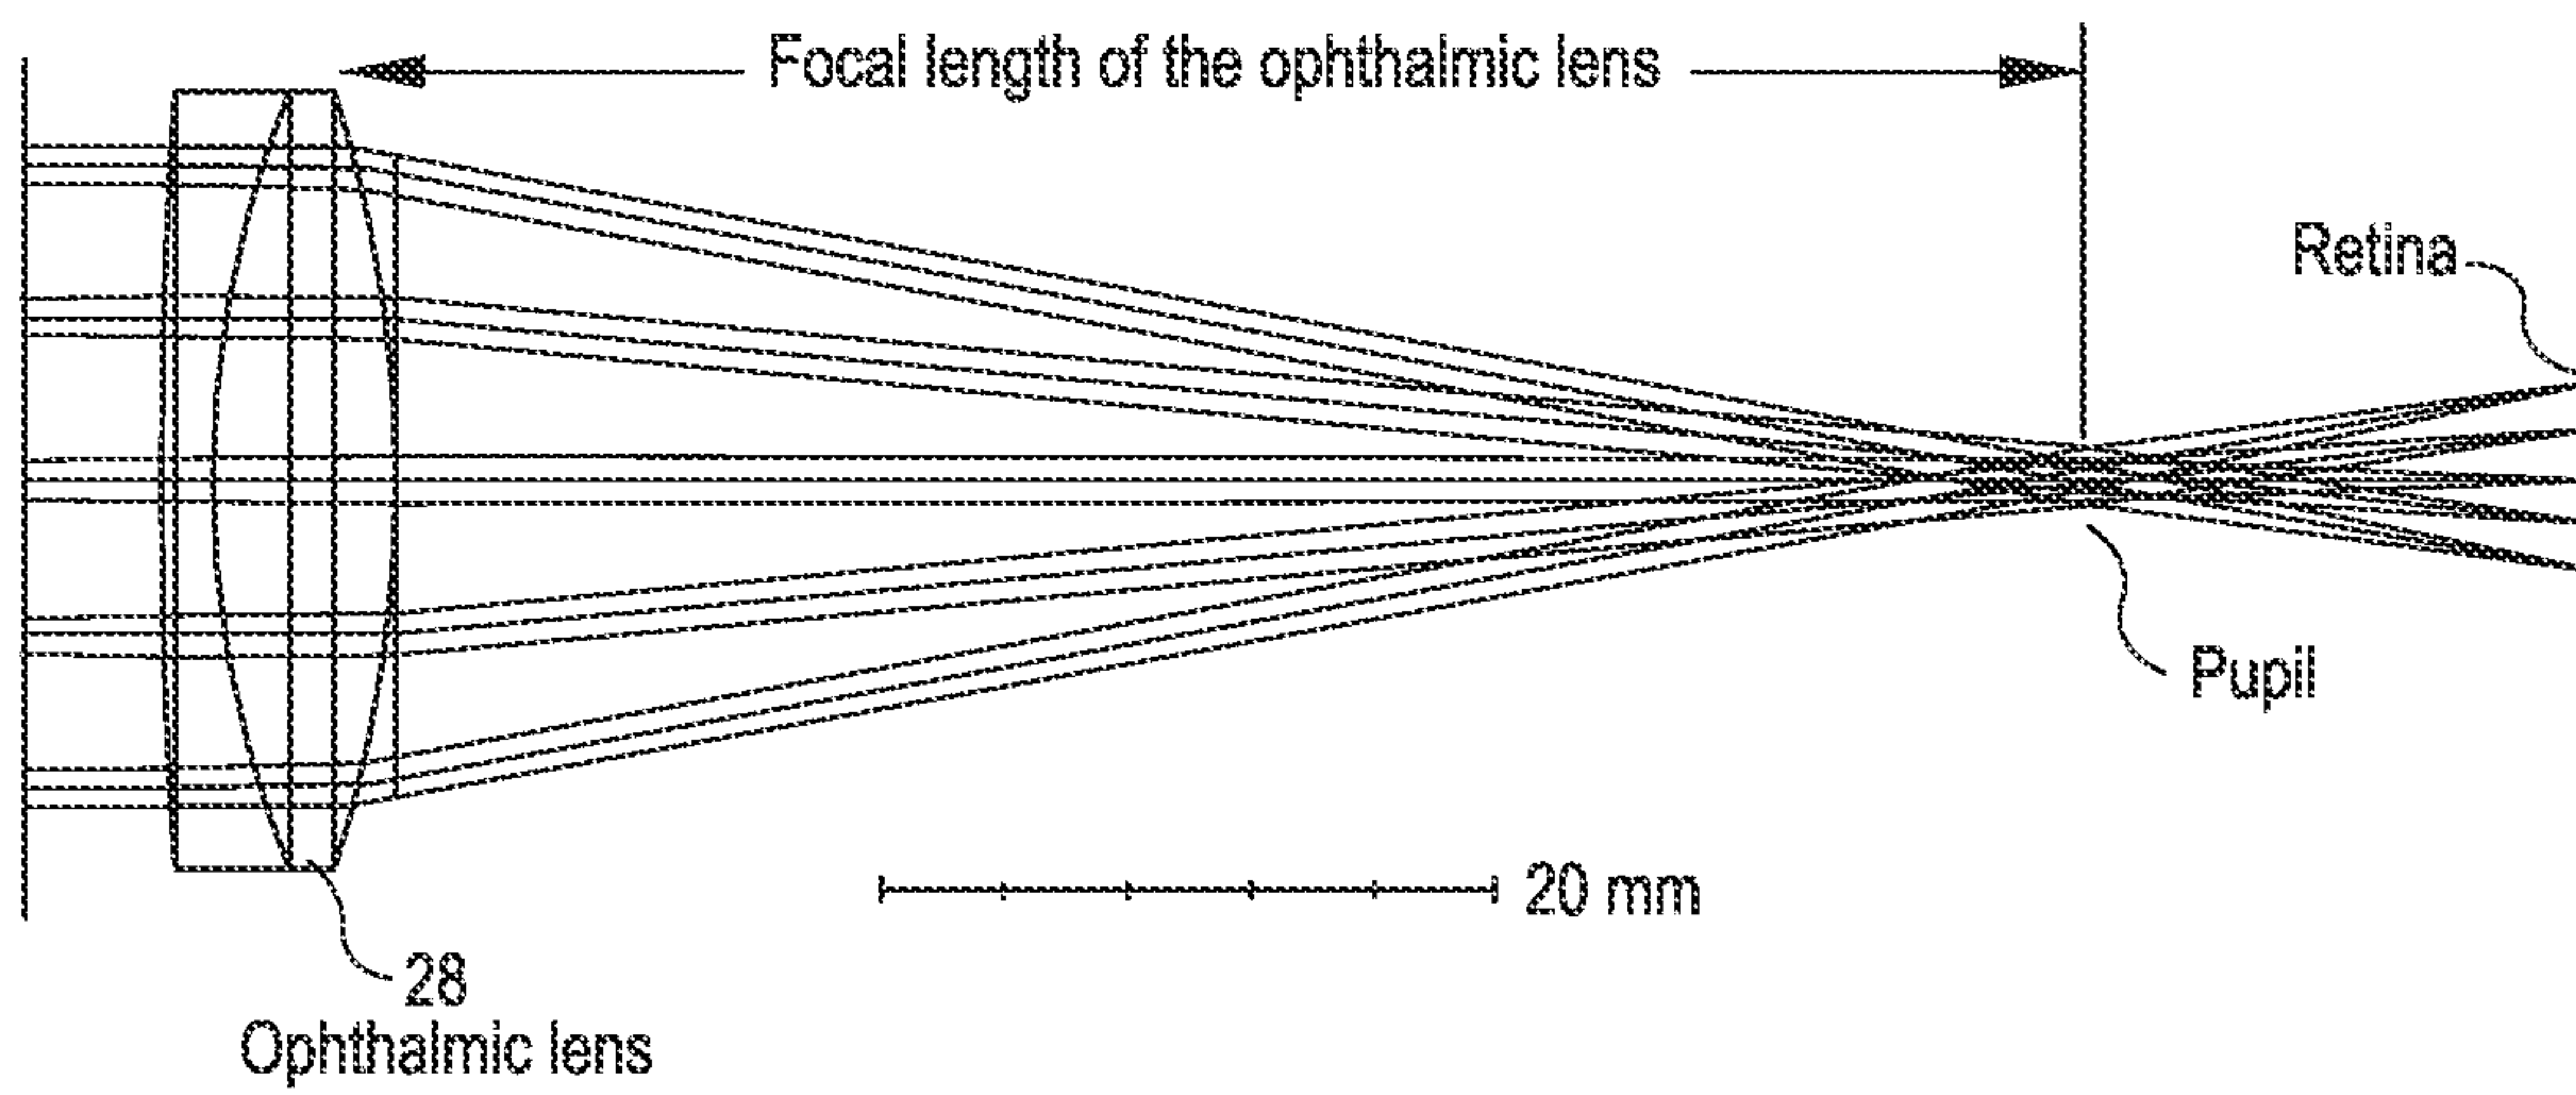 Focal length of the ophthalmic lens
Retina
Pupil
20 mm
28
Ophthalmic lens